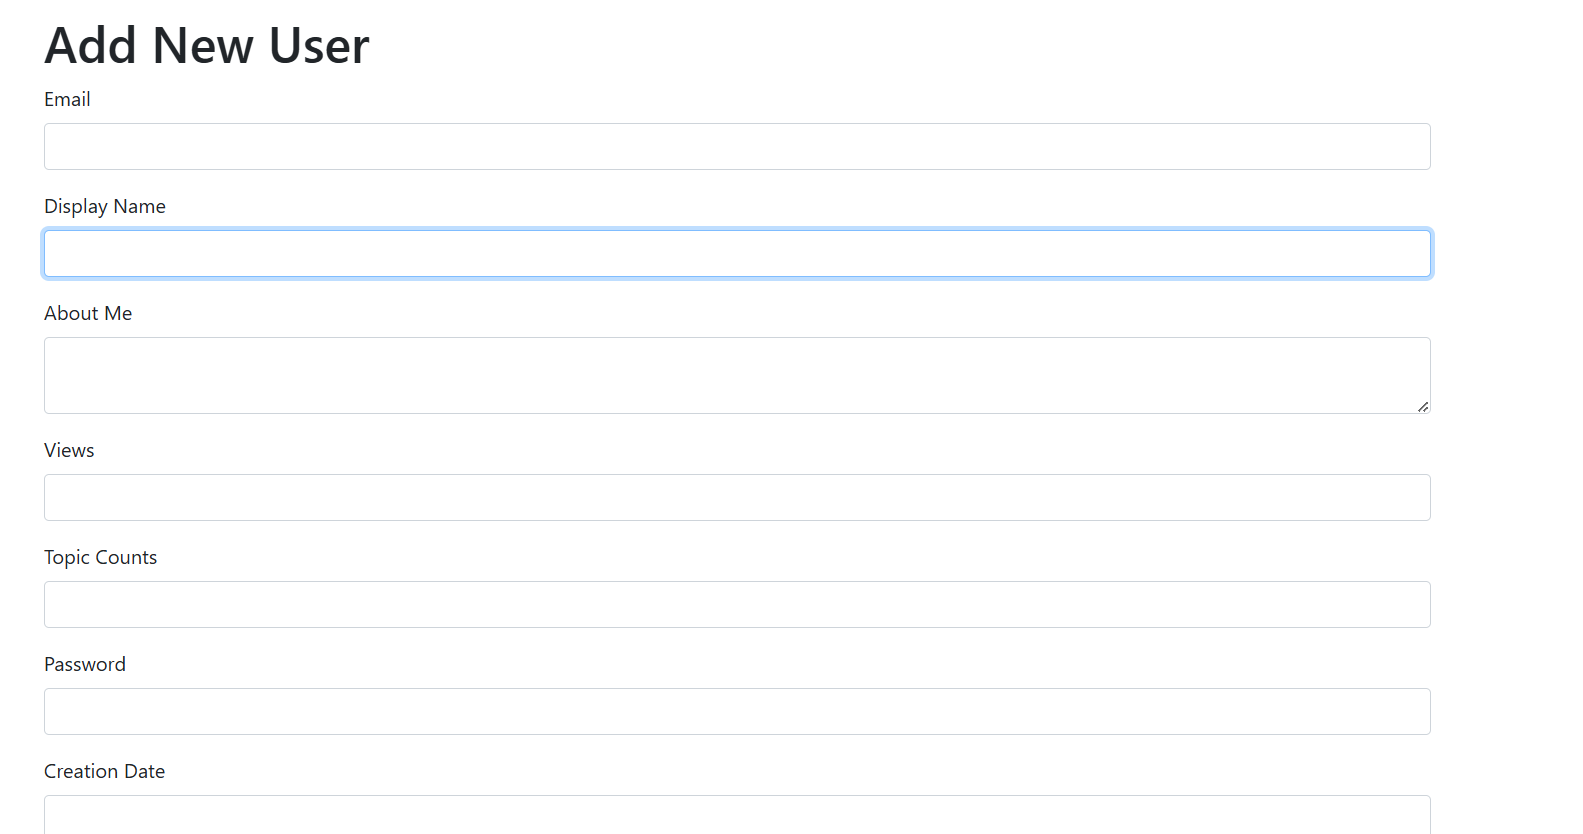 Add New User
Email
Display Name
About Me
Views
Topic Counts
Password
Creation Date